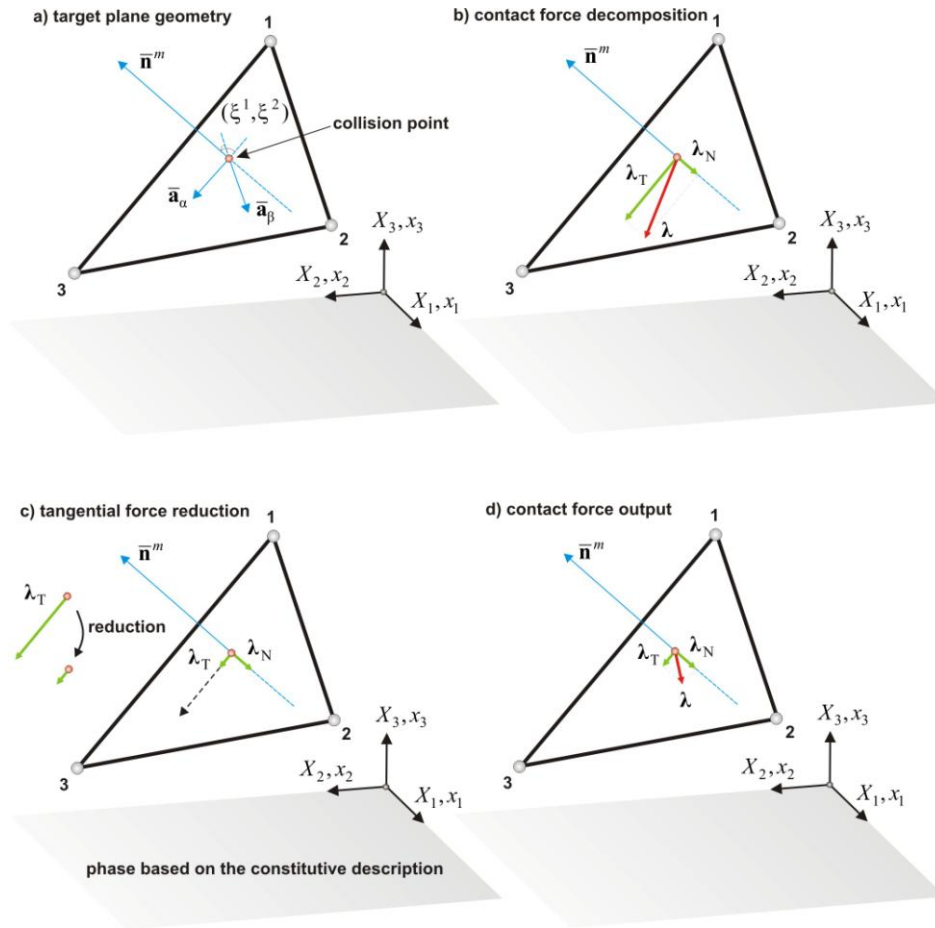 a) target plane geometry
1
n̄ᵐ
(ξ¹,ξ²)
collision point
ā_α
ā_β
2
3
X₃,x₃
X₂,x₂
X₁,x₁
b) contact force decomposition
1
n̄ᵐ
λ_N
λ_T
λ
2
3
X₃,x₃
X₂,x₂
X₁,x₁
c) tangential force reduction
1
n̄ᵐ
λ_T
reduction
λ_T
λ_N
2
3
X₃,x₃
X₂,x₂
X₁,x₁
phase based on the constitutive description
d) contact force output
1
n̄ᵐ
λ_T
λ_N
λ
2
3
X₃,x₃
X₂,x₂
X₁,x₁